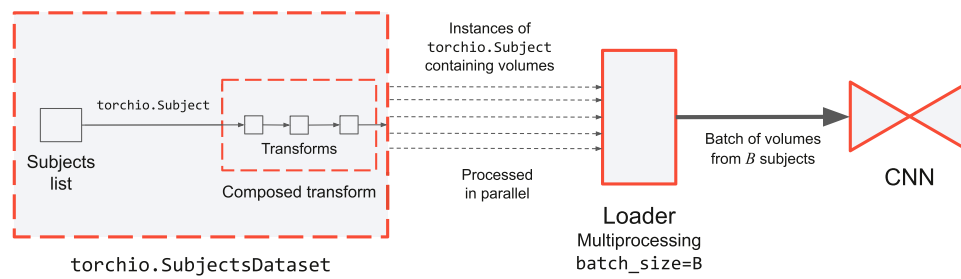 Subjects
list
torchio.Subject
Transforms
Composed transform
torchio.SubjectsDataset
Instances of
torchio.Subject
containing volumes
Processed
in parallel
Loader
Multiprocessing
batch_size=B
Batch of volumes
from B subjects
CNN